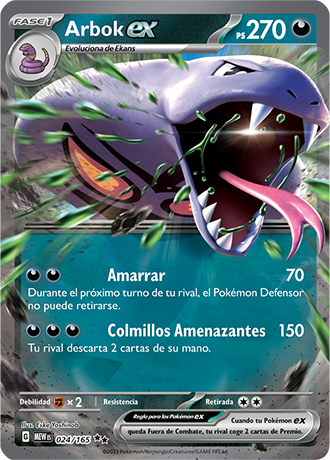 FASE 1
Arbok ex
PS 270
Evoluciona de Ekans
Amarrar 70
Durante el próximo turno de tu rival, el Pokémon Defensor
no puede retirarse.
Colmillos Amenazantes 150
Tu rival descarta 2 cartas de su mano.
Debilidad ×2 Resistencia Retirada
Ilus. Eske Yoshinob
Regla para los Pokémon ex
Cuando tu Pokémon ex
queda Fuera de Combate, tu rival coge 2 cartas de Premio.
G MEW ES 024/165
©2023 Pokémon/Nintendo/Creatures/GAME FREAK